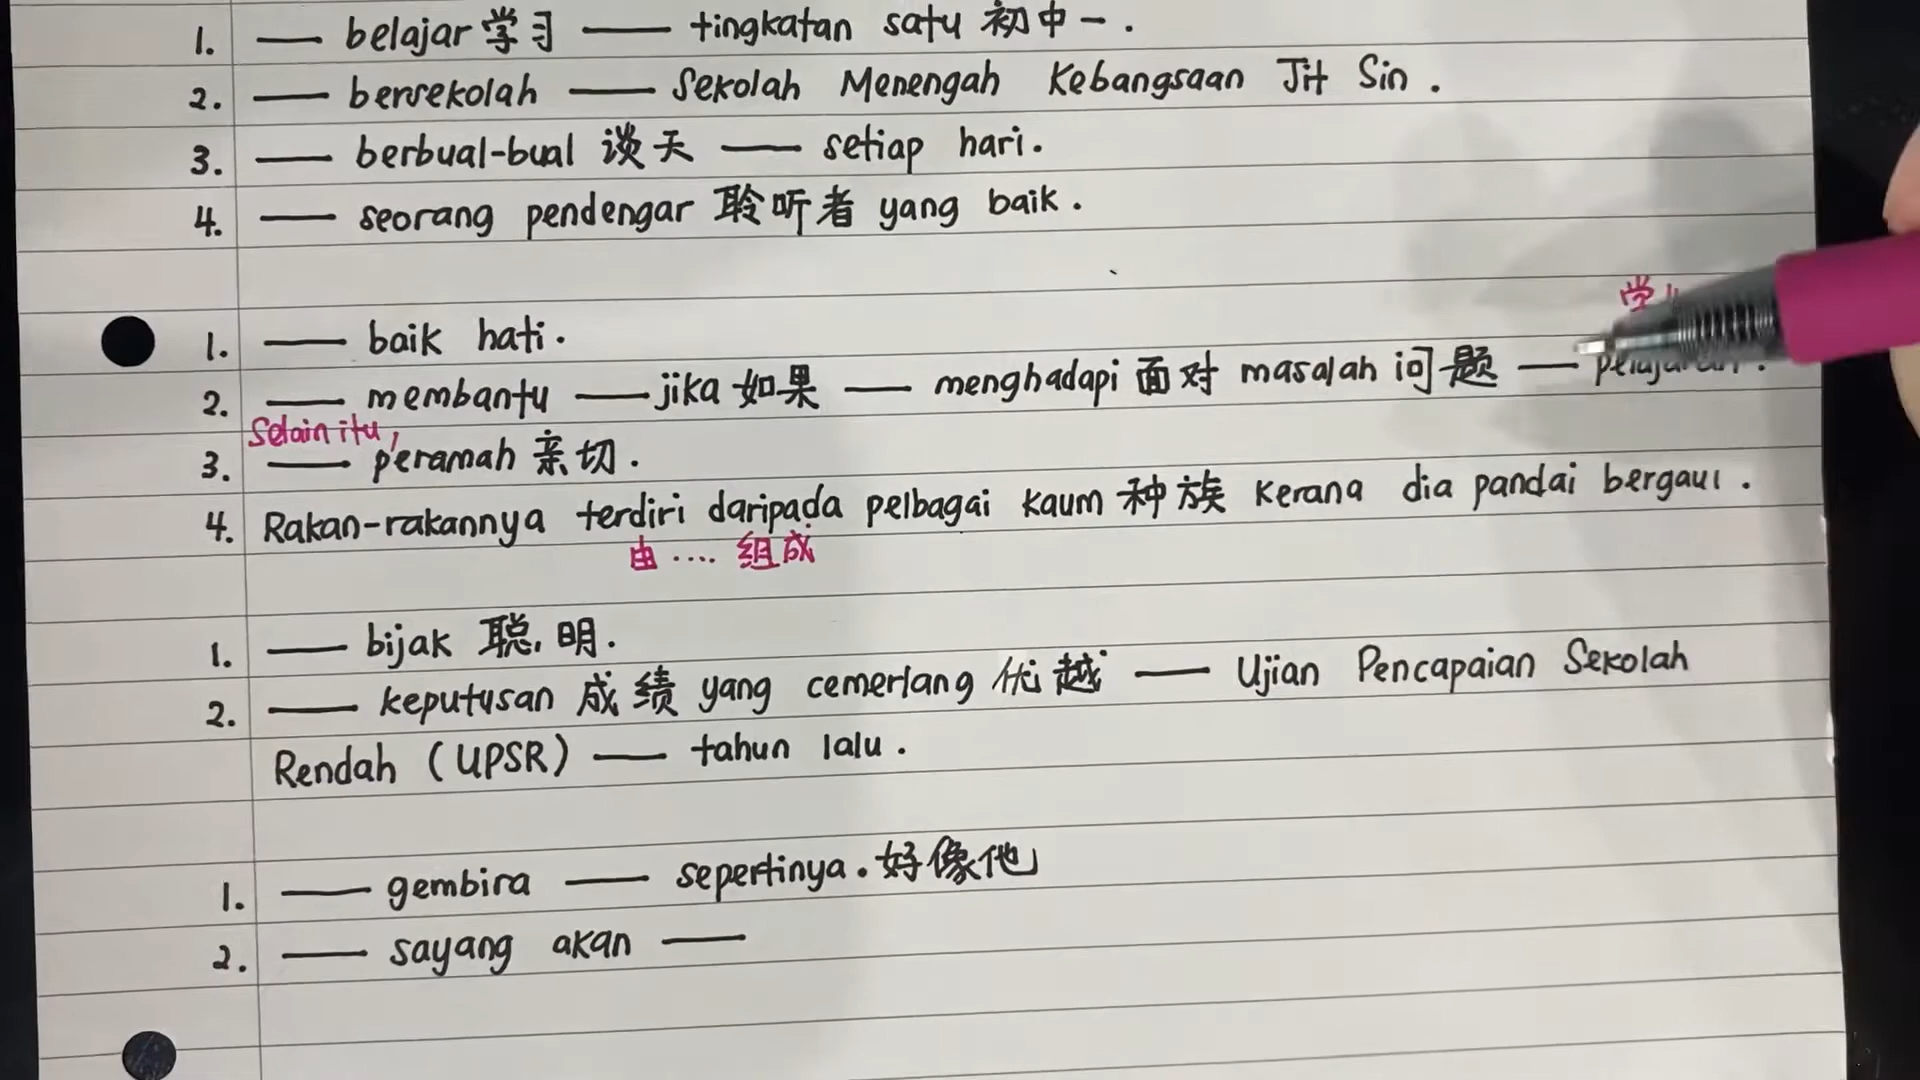 1. — belajar 学习 — tingkatan satu 初中一.
2. — bersekolah — Sekolah Menengah Kebangsaan Jit Sin.
3. — berbual-bual 谈天 — setiap hari.
4. — seorang pendengar 聆听者 yang baik.
1. — baik hati.
学
2. — membantu — jika 如果 — menghadapi 面对 masalah 问题 —
Selain itu,
3. — peramah 亲切.
4. Rakan-rakannya terdiri daripada pelbagai kaum 种族 kerana dia pandai bergaul.
由.... 组成
1. — bijak 聪明.
2. — keputusan 成绩 yang cemerlang 优越 — Ujian Pencapaian Sekolah
Rendah (UPSR) — tahun lalu.
1. — gembira — sepertinya. 好像他
2. — sayang akan —